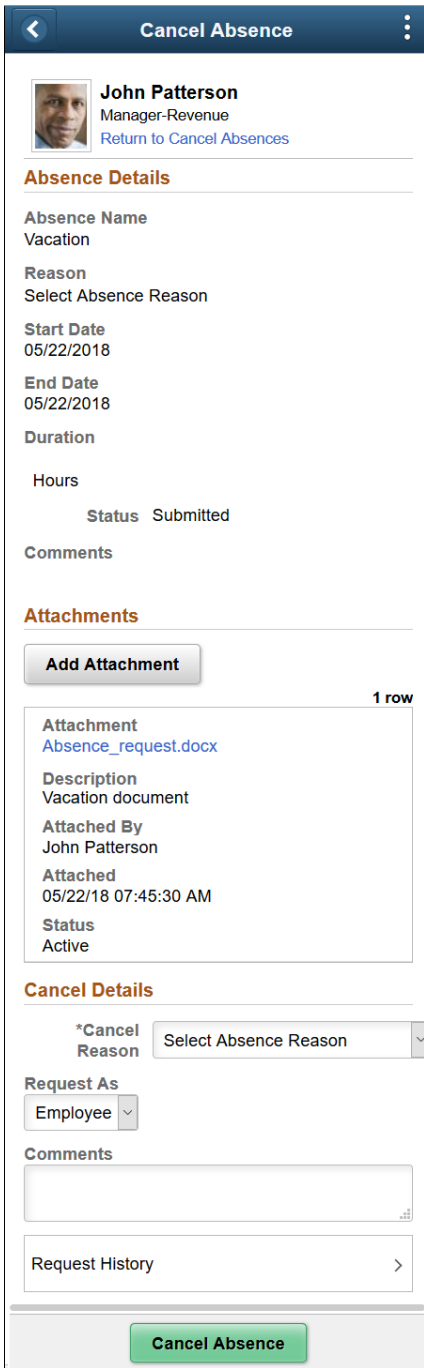 Cancel Absence
John Patterson
Manager-Revenue
Return to Cancel Absences
Absence Details
Absence Name
Vacation
Reason
Select Absence Reason
Start Date
05/22/2018
End Date
05/22/2018
Duration
Hours
Status Submitted
Comments
Attachments
Add Attachment
1 row
Attachment
Absence_request.docx
Description
Vacation document
Attached By
John Patterson
Attached
05/22/18 07:45:30 AM
Status
Active
Cancel Details
*Cancel
Reason
Select Absence Reason
Request As
Employee
Comments
Request History
Cancel Absence